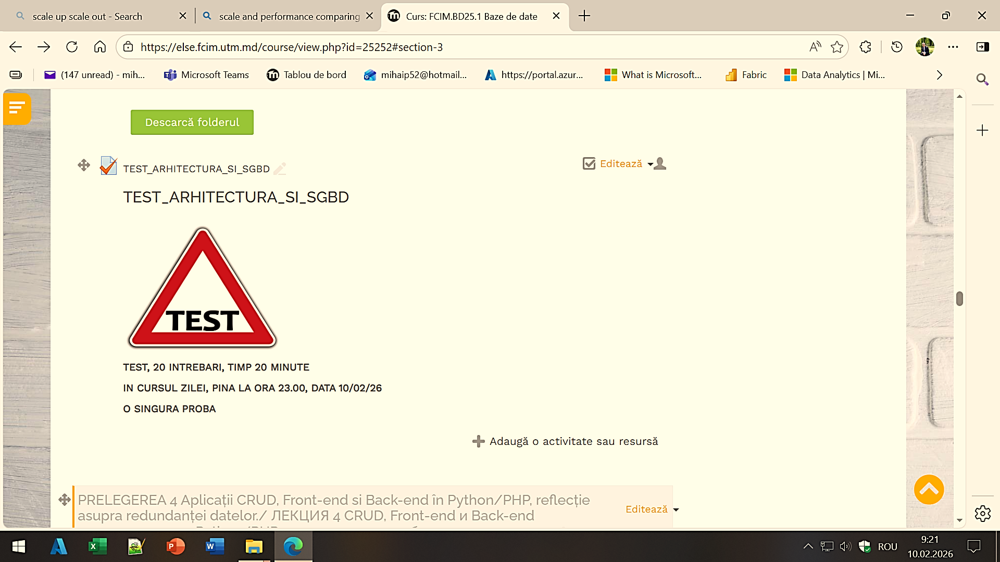 scale up scale out - Search
scale and performance comparing
Curs: FCIM.BD25.1 Baze de date
https://else.fcim.utm.md/course/view.php?id=25252#section-3
(147 unread) - mih...
Microsoft Teams
Tablou de bord
mihaip52@hotmail...
https://portal.azur...
What is Microsoft...
Fabric
Data Analytics | Mi...
Descarcă folderul
TEST_ARHITECTURA_SI_SGBD
Editează
TEST_ARHITECTURA_SI_SGBD
TEST
TEST, 20 INTREBARI, TIMP 20 MINUTE
IN CURSUL ZILEI, PINA LA ORA 23.00, DATA 10/02/26
O SINGURA PROBA
Adaugă o activitate sau resursă
PRELEGEREA 4 Aplicații CRUD, Front-end si Back-end în Python/PHP, reflecție
asupra redundanței datelor./ ЛЕКЦИЯ 4 CRUD, Front-end и Back-end
Editează
ROU
9:21
10.02.2026